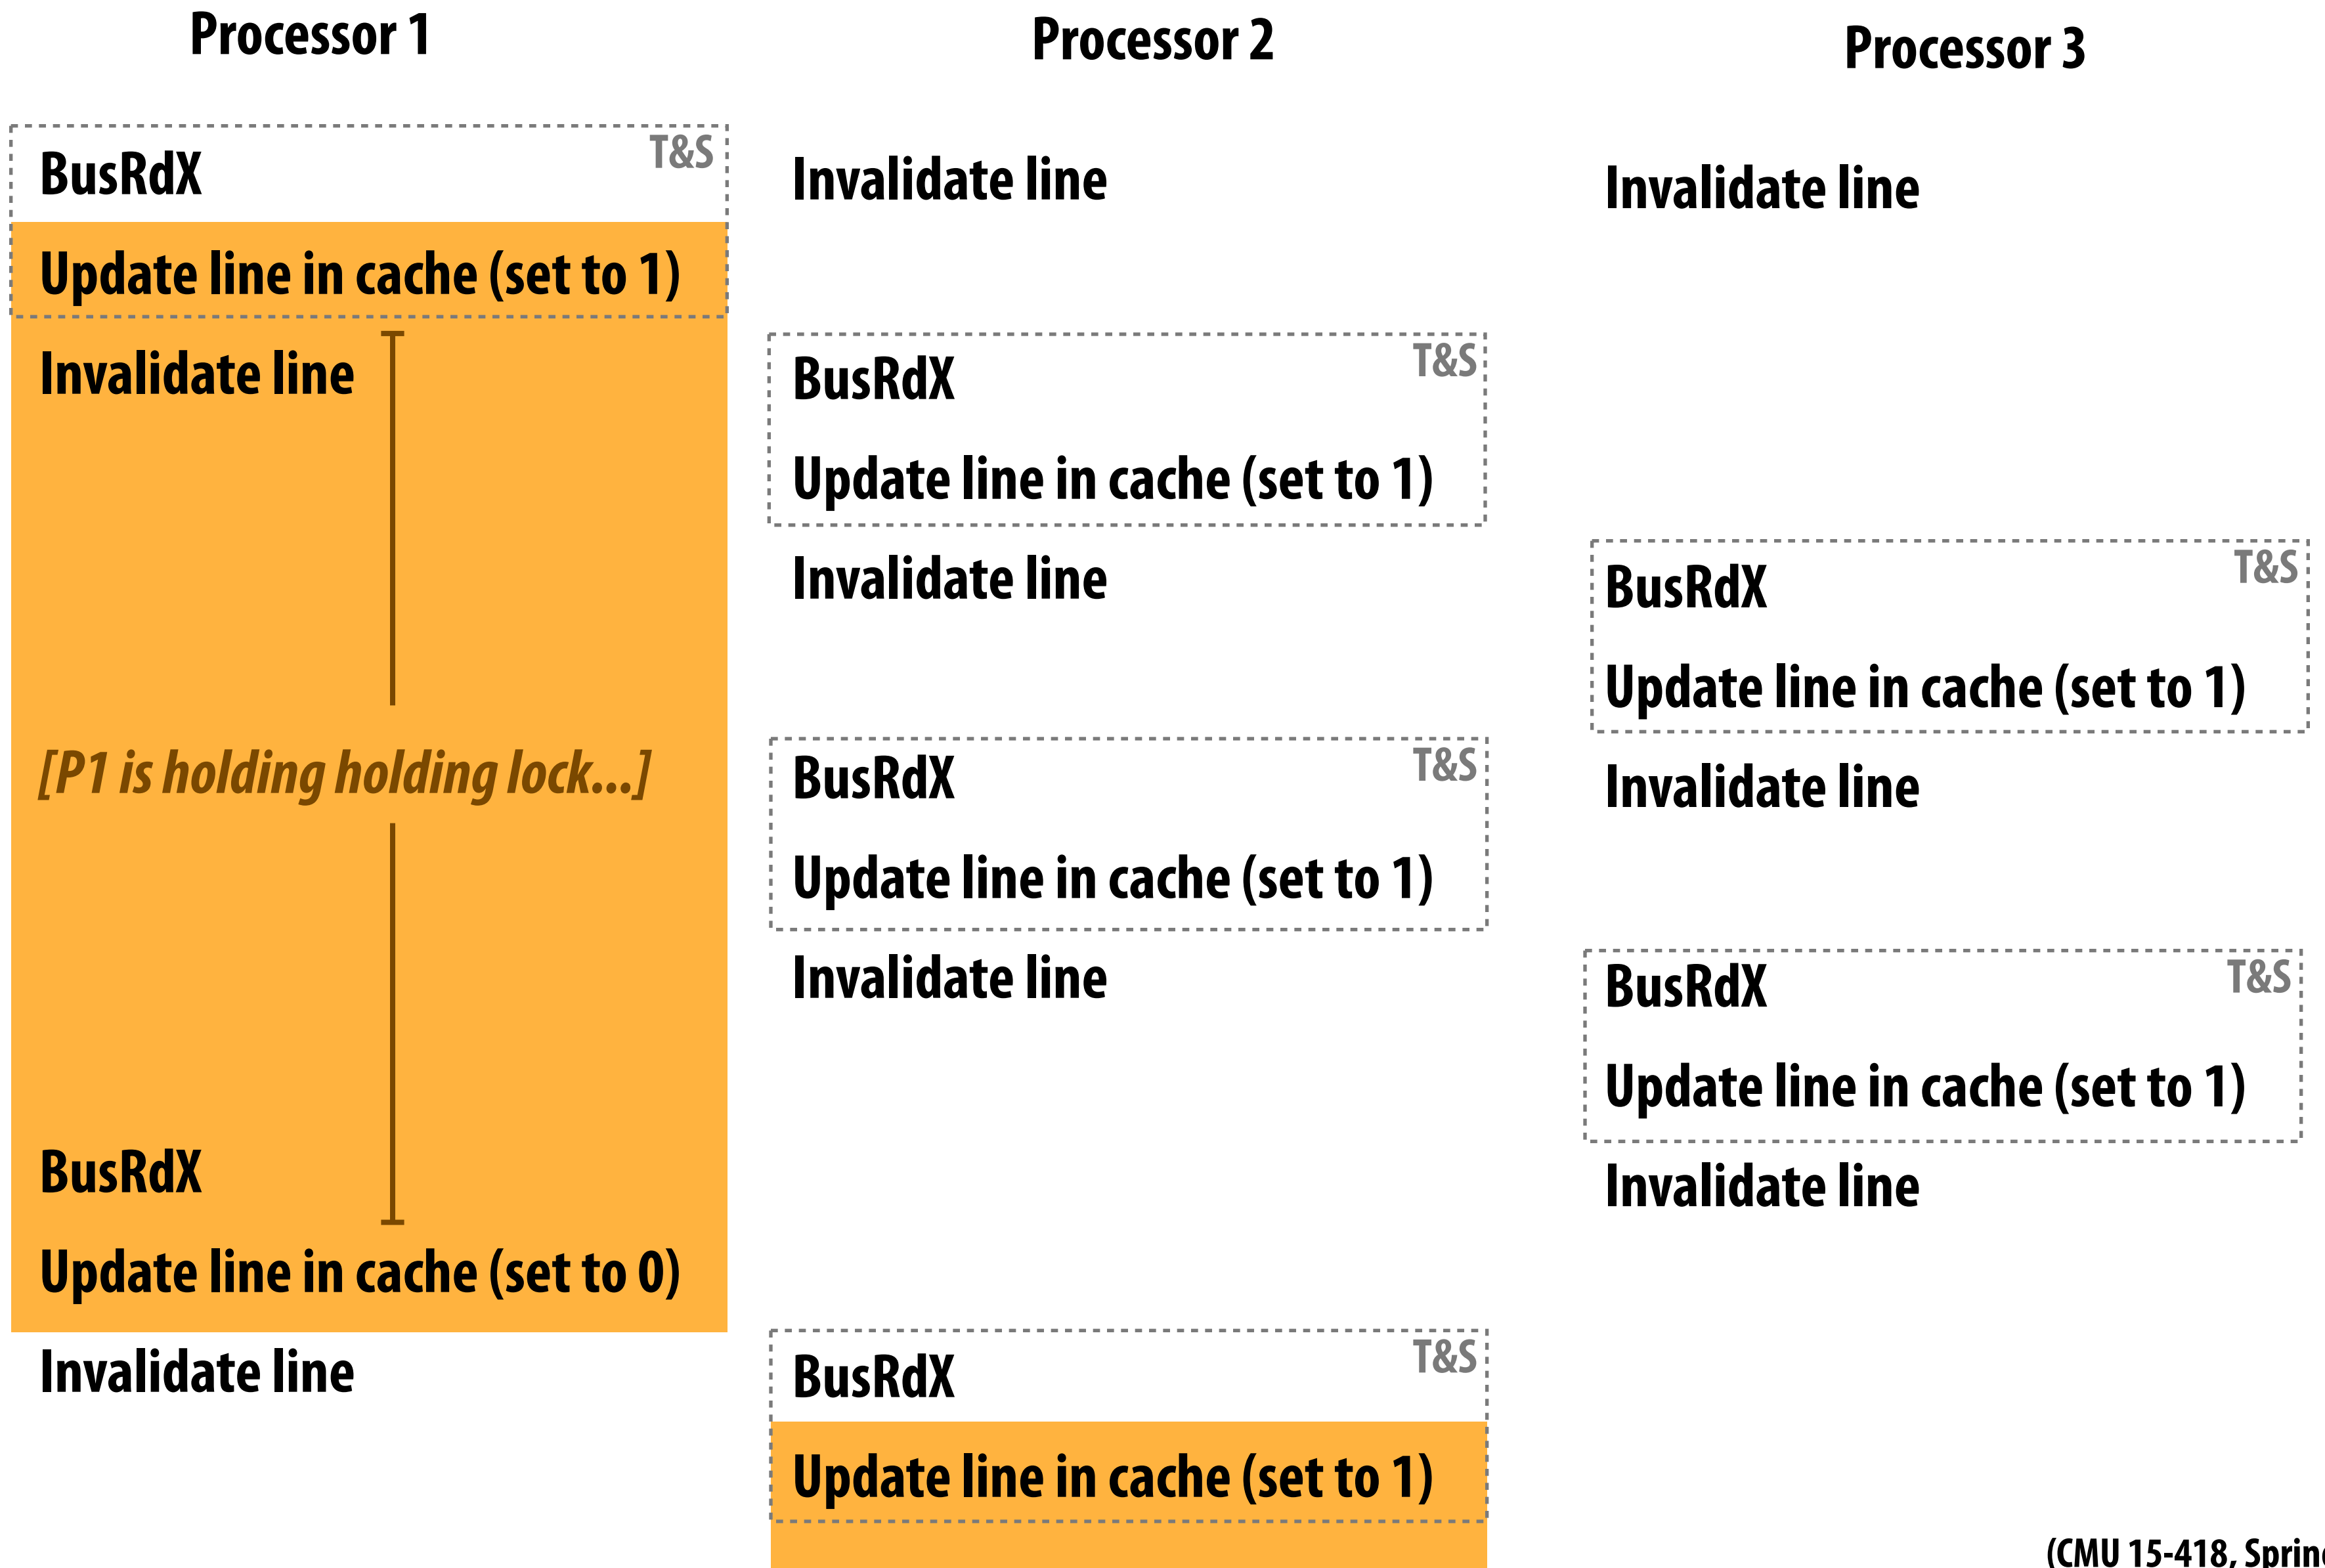 Processor 1
BusRdX
T&S
Update line in cache (set to 1)
Invalidate line
[P1 is holding holding lock...]
BusRdX
Update line in cache (set to 0)
Invalidate line
Processor 2
Invalidate line
BusRdX
T&S
Update line in cache (set to 1)
Invalidate line
BusRdX
T&S
Update line in cache (set to 1)
Invalidate line
BusRdX
T&S
Update line in cache (set to 1)
Processor 3
Invalidate line
BusRdX
T&S
Update line in cache (set to 1)
Invalidate line
BusRdX
T&S
Update line in cache (set to 1)
Invalidate line
(CMU 15-418, Spring